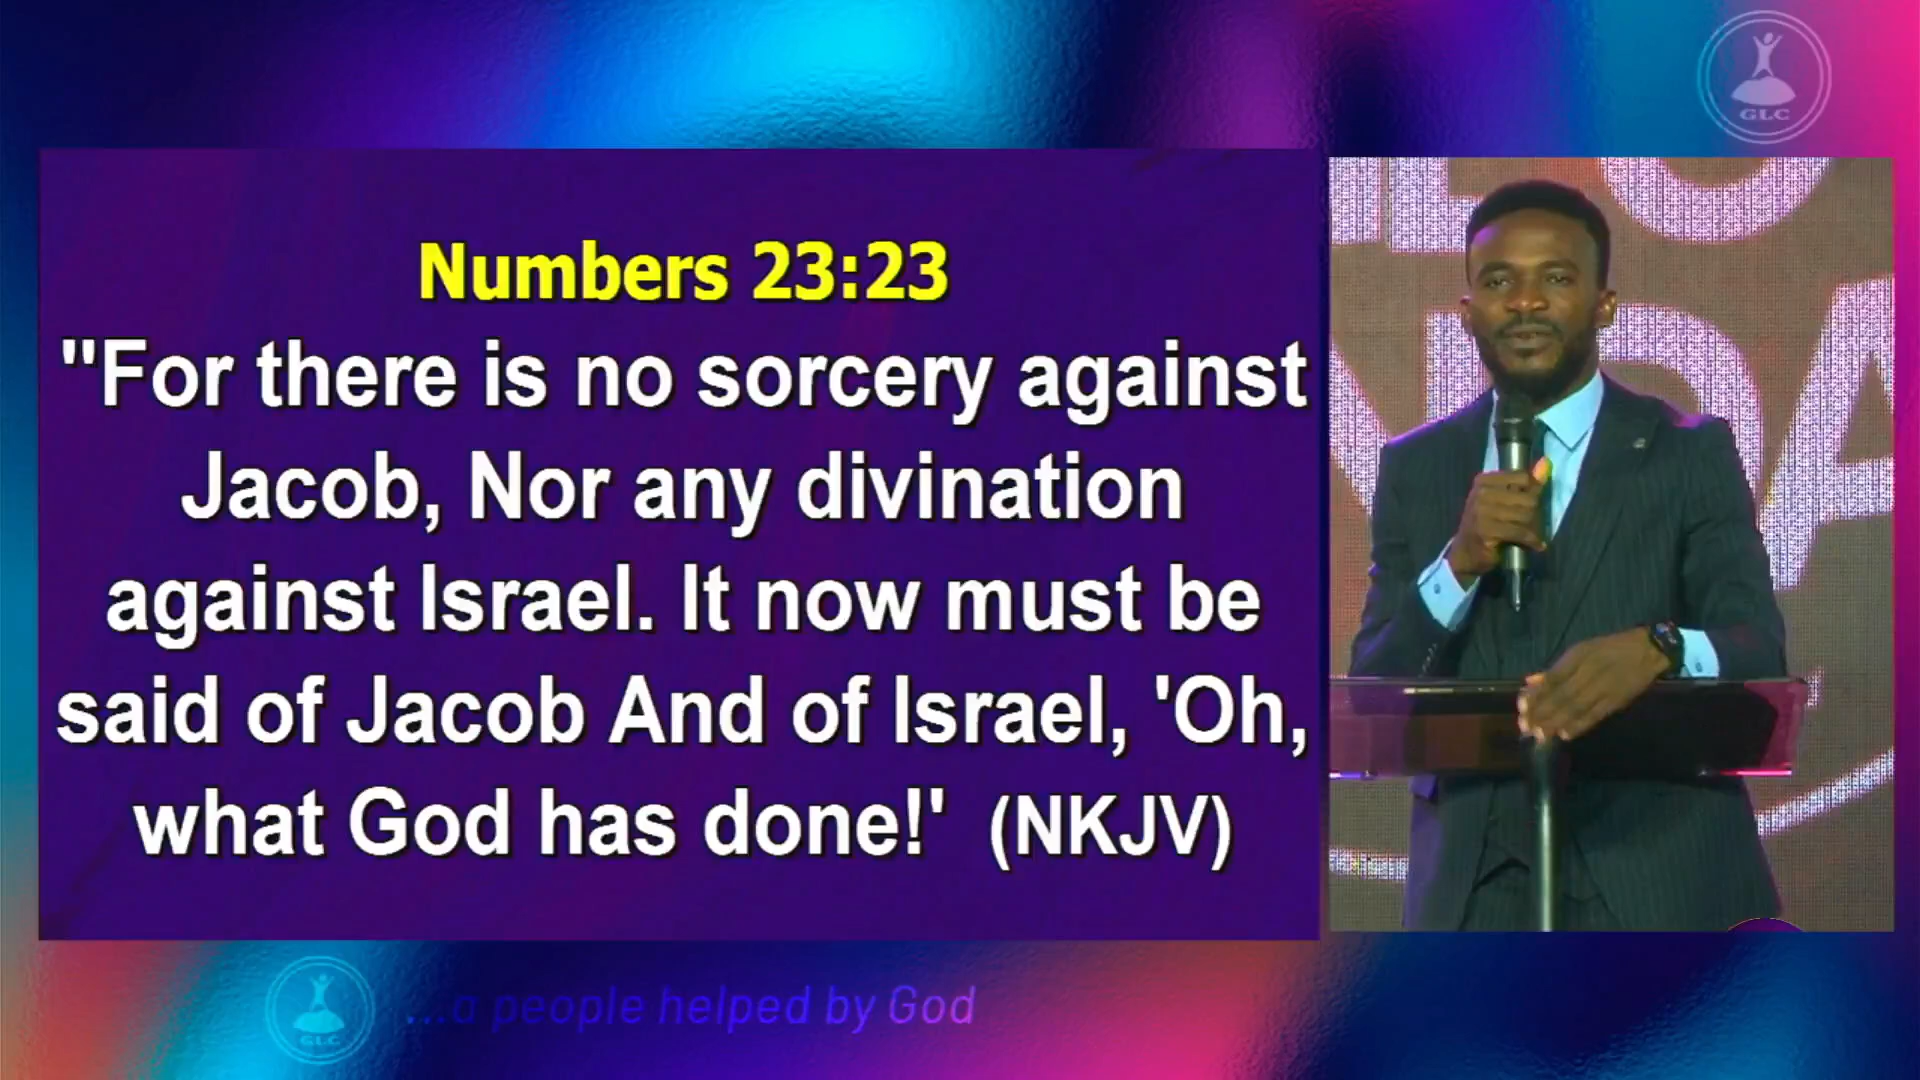 GLC
Numbers 23:23
"For there is no sorcery against
Jacob, Nor any divination
against Israel. It now must be
said of Jacob And of Israel, 'Oh,
what God has done!' (NKJV)
GLC
...a people helped by God